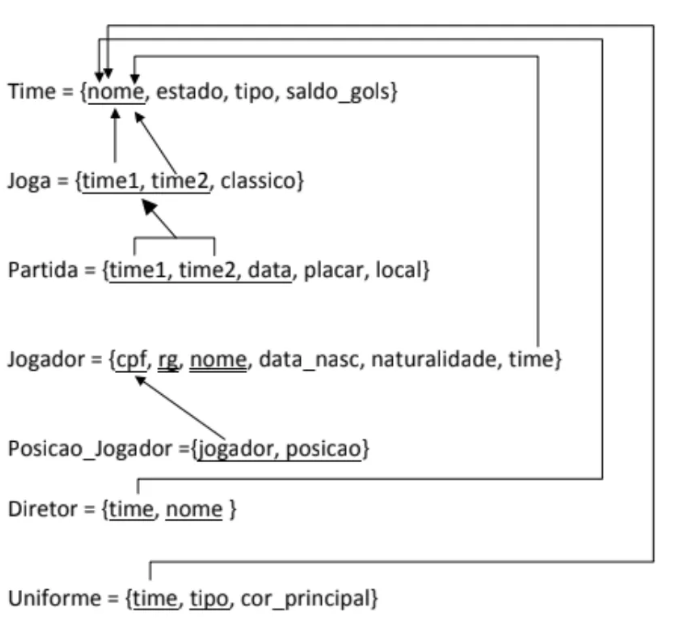 Time = {nome, estado, tipo, saldo_gols}
Joga = {time1, time2, classico}
Partida = {time1, time2, data, placar, local}
Jogador = {cpf, rg, nome, data_nasc, naturalidade, time}
Posicao_Jogador ={jogador, posicao}
Diretor = {time, nome }
Uniforme = {time, tipo, cor_principal}